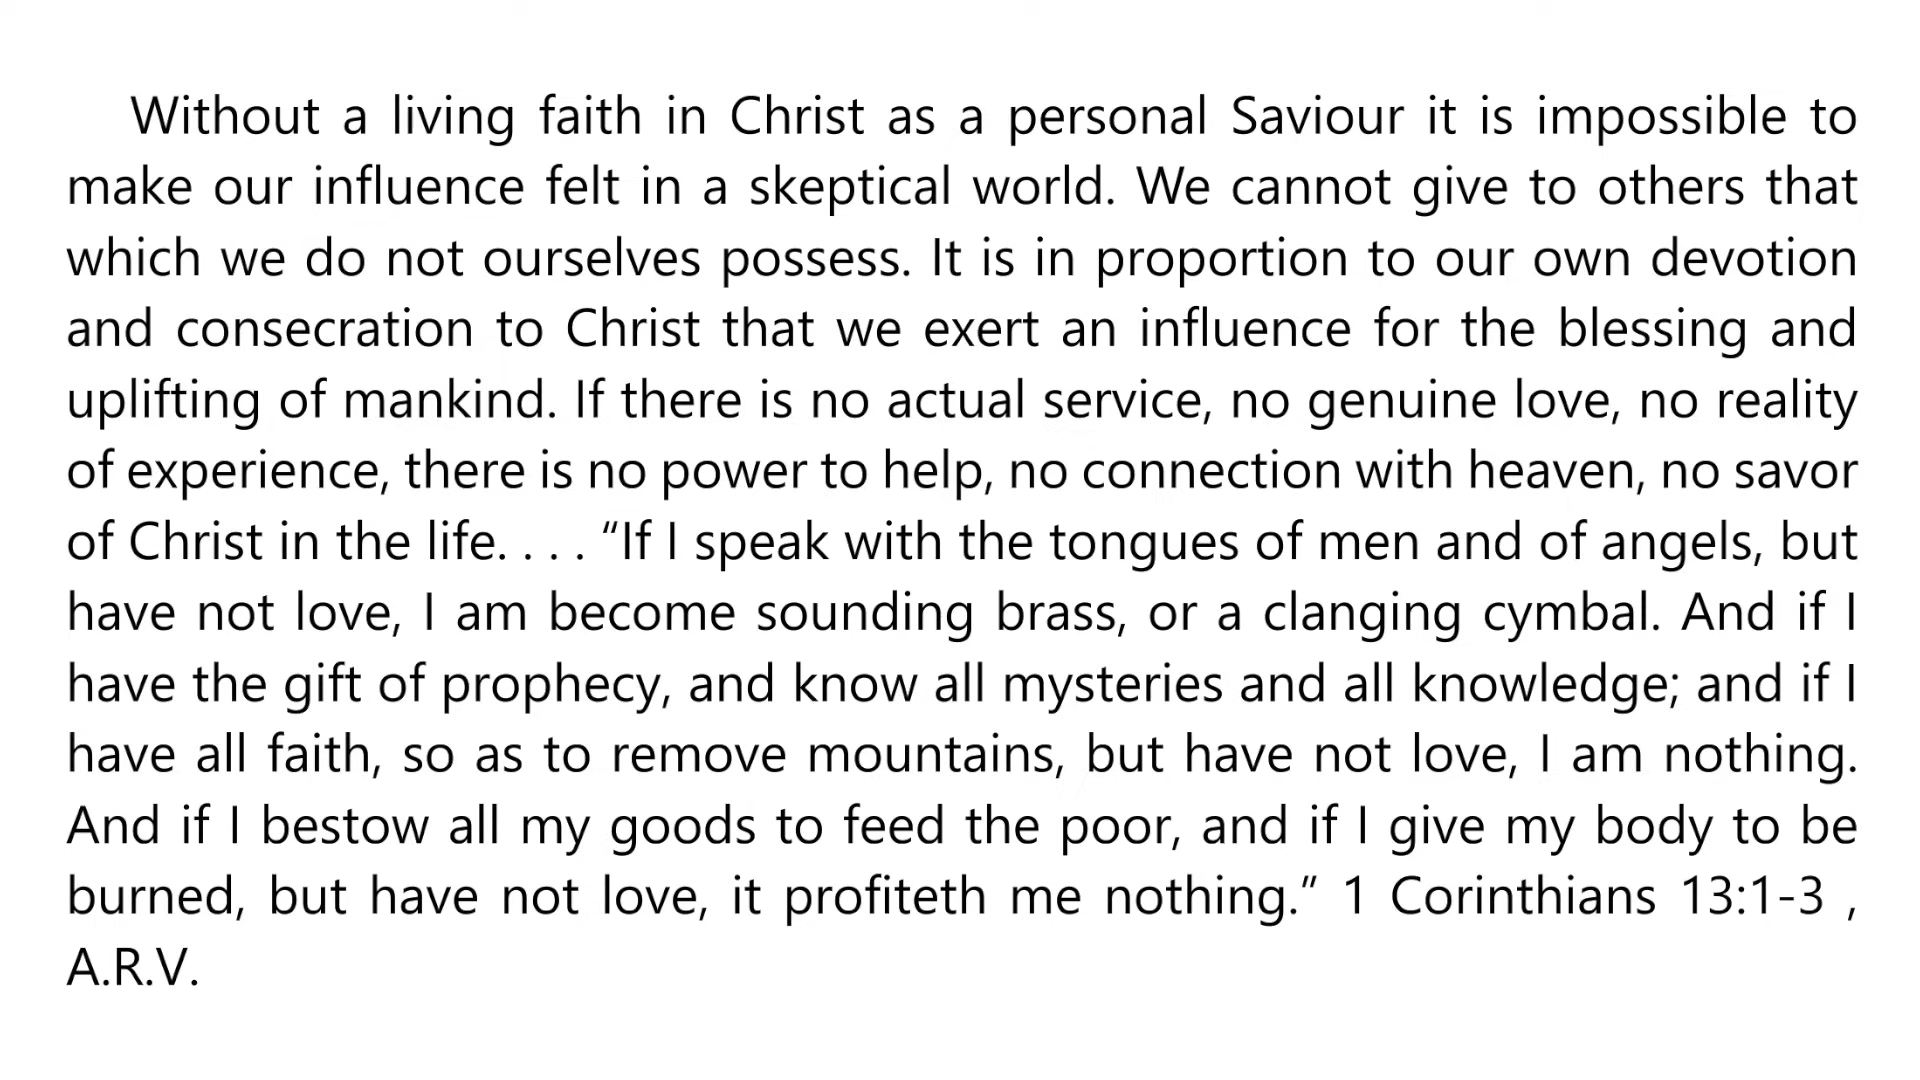 Without a living faith in Christ as a personal Saviour it is impossible to
make our influence felt in a skeptical world. We cannot give to others that
which we do not ourselves possess. It is in proportion to our own devotion
and consecration to Christ that we exert an influence for the blessing and
uplifting of mankind. If there is no actual service, no genuine love, no reality
of experience, there is no power to help, no connection with heaven, no savor
of Christ in the life. . . . “If I speak with the tongues of men and of angels, but
have not love, I am become sounding brass, or a clanging cymbal. And if I
have the gift of prophecy, and know all mysteries and all knowledge; and if I
have all faith, so as to remove mountains, but have not love, I am nothing.
And if I bestow all my goods to feed the poor, and if I give my body to be
burned, but have not love, it profiteth me nothing.” 1 Corinthians 13:1-3 ,
A.R.V.